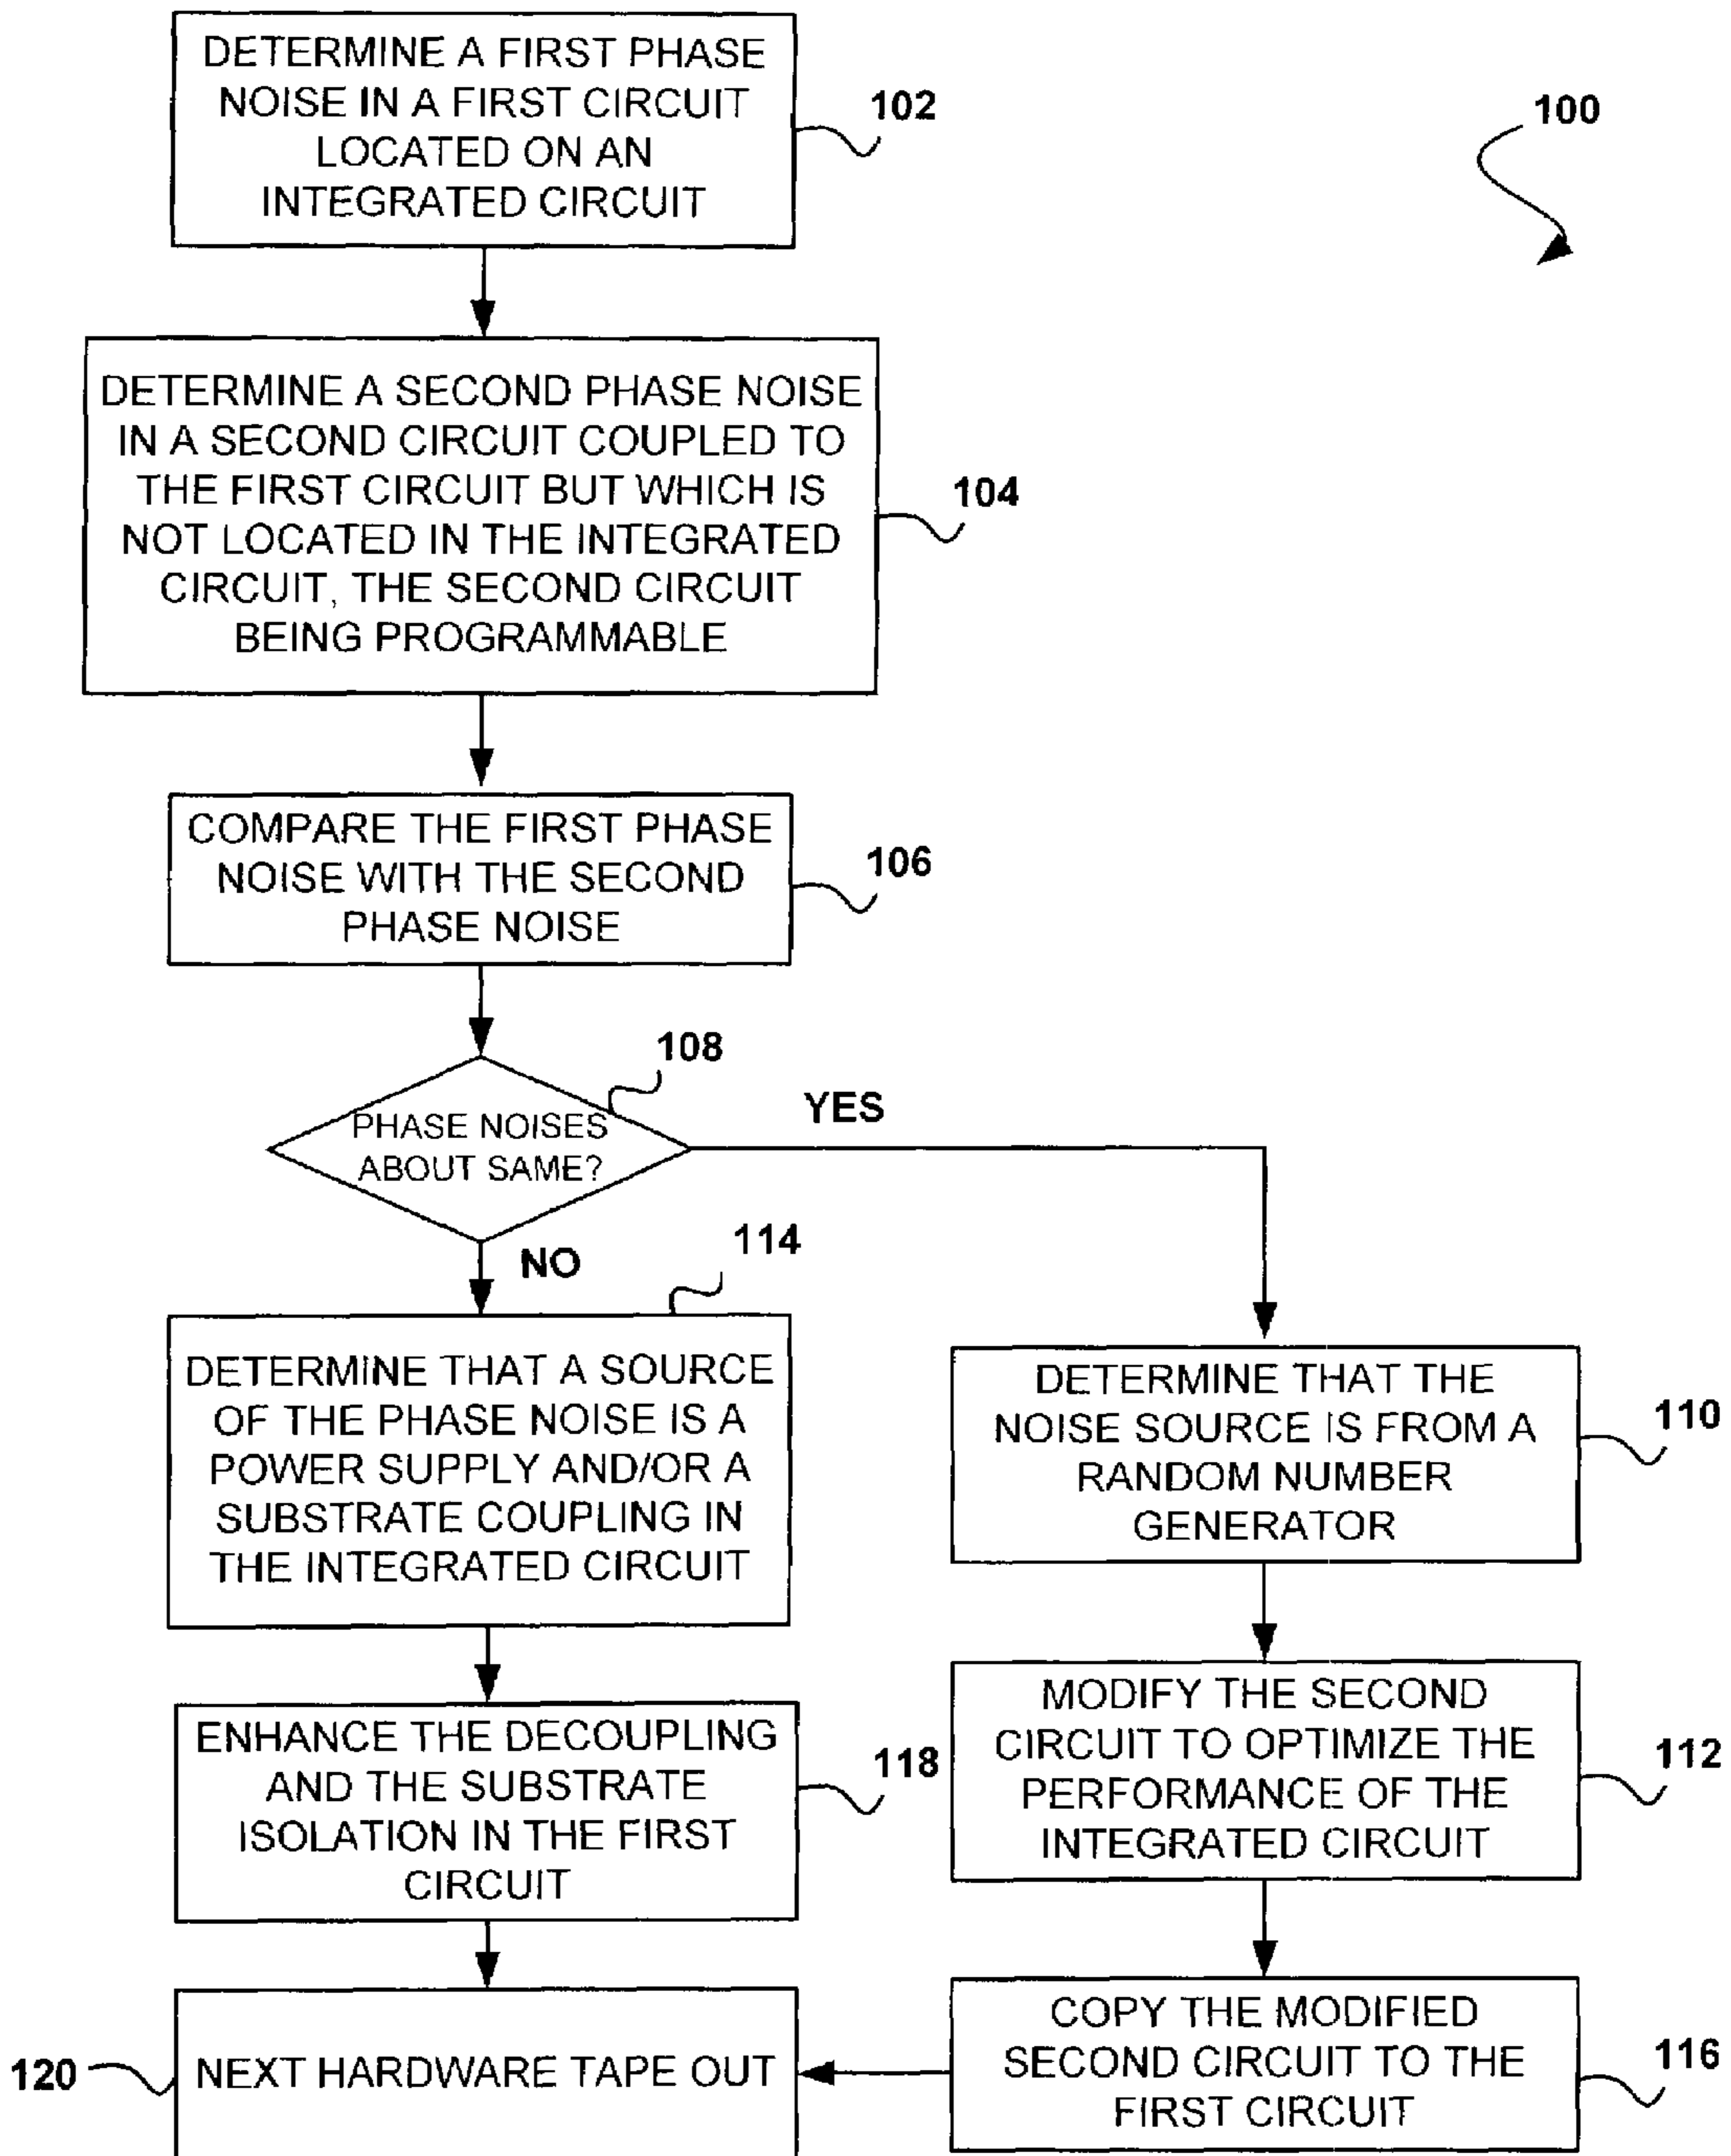 DETERMINE A FIRST PHASE
NOISE IN A FIRST CIRCUIT
LOCATED ON AN
INTEGRATED CIRCUIT
102
100
DETERMINE A SECOND PHASE NOISE
IN A SECOND CIRCUIT COUPLED TO
THE FIRST CIRCUIT BUT WHICH IS
NOT LOCATED IN THE INTEGRATED
CIRCUIT, THE SECOND CIRCUIT
BEING PROGRAMMABLE
104
COMPARE THE FIRST PHASE
NOISE WITH THE SECOND
PHASE NOISE
106
108
PHASE NOISES
ABOUT SAME?
YES
NO
114
DETERMINE THAT A SOURCE
OF THE PHASE NOISE IS A
POWER SUPPLY AND/OR A
SUBSTRATE COUPLING IN
THE INTEGRATED CIRCUIT
DETERMINE THAT THE
NOISE SOURCE IS FROM A
RANDOM NUMBER
GENERATOR
110
ENHANCE THE DECOUPLING
AND THE SUBSTRATE
ISOLATION IN THE FIRST
CIRCUIT
118
MODIFY THE SECOND
CIRCUIT TO OPTIMIZE THE
PERFORMANCE OF THE
INTEGRATED CIRCUIT
112
120
NEXT HARDWARE TAPE OUT
COPY THE MODIFIED
SECOND CIRCUIT TO THE
FIRST CIRCUIT
116